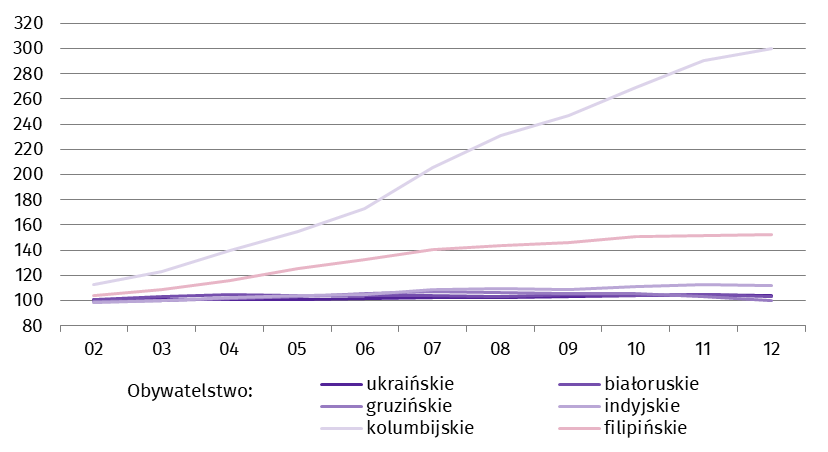 320
300
280
260
240
220
200
180
160
140
120
100
80
02 03 04 05 06 07 08 09 10 11 12
Obywatelstwo:
ukraińskie białoruskie
gruzińskie indyjskie
kolumbijskie filipińskie